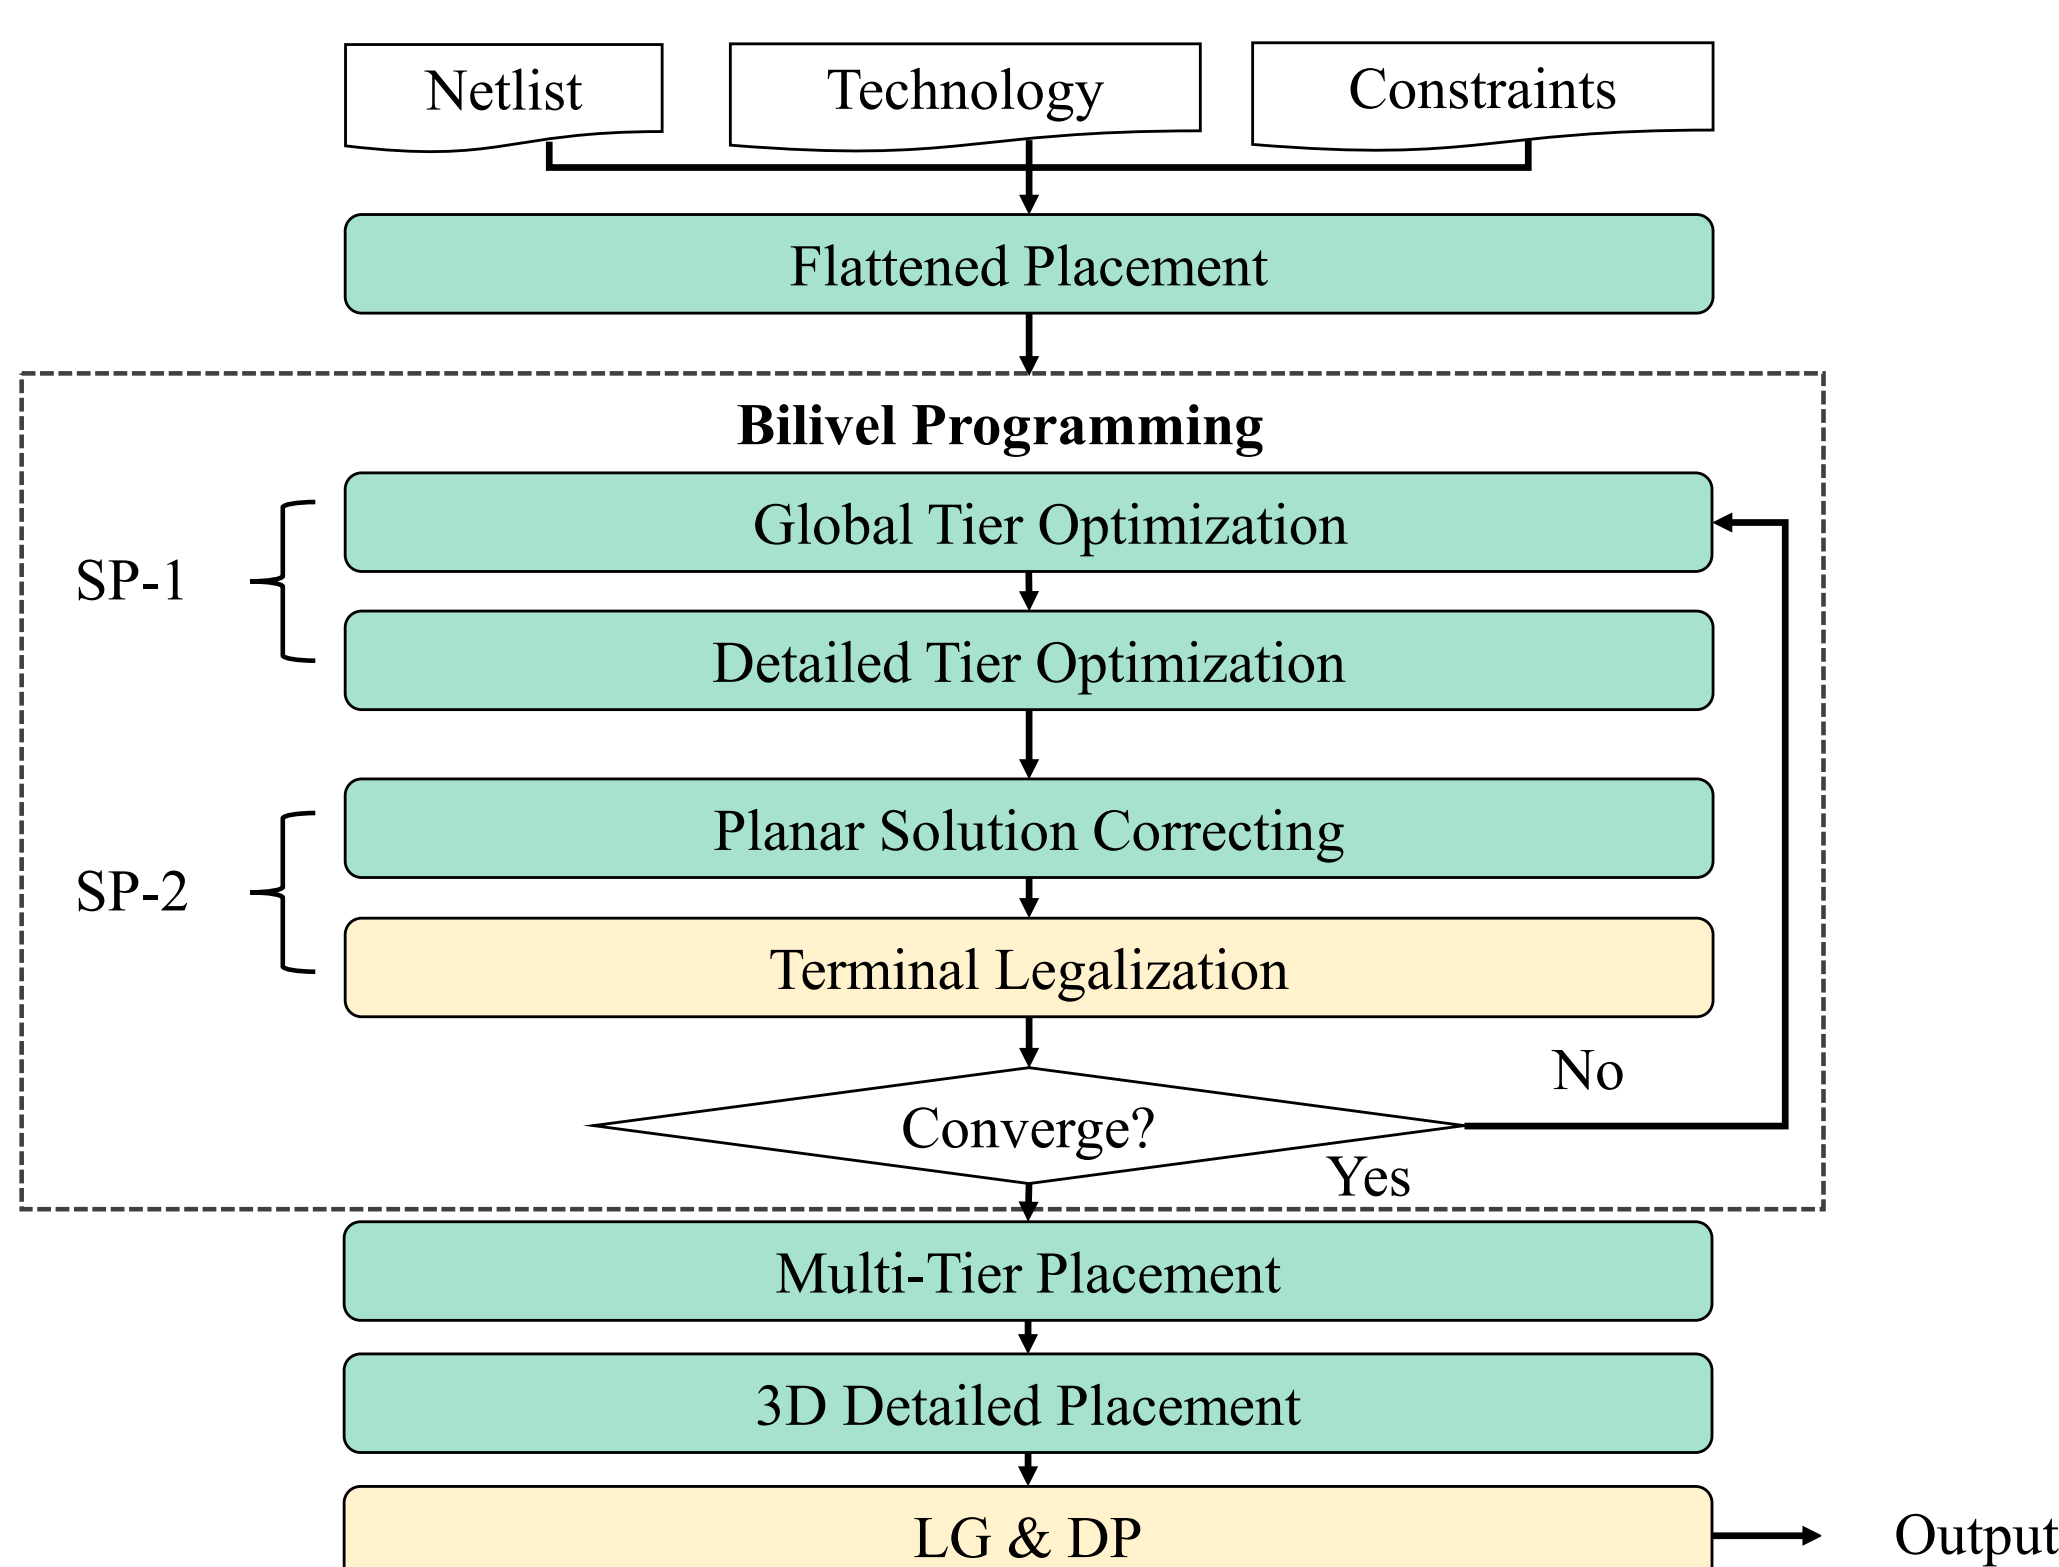 Netlist
Technology
Constraints
Flattened Placement
Bilivel Programming
Global Tier Optimization
SP-1
Detailed Tier Optimization
Planar Solution Correcting
SP-2
Terminal Legalization
No
Converge?
Yes
Multi-Tier Placement
3D Detailed Placement
LG & DP
Output